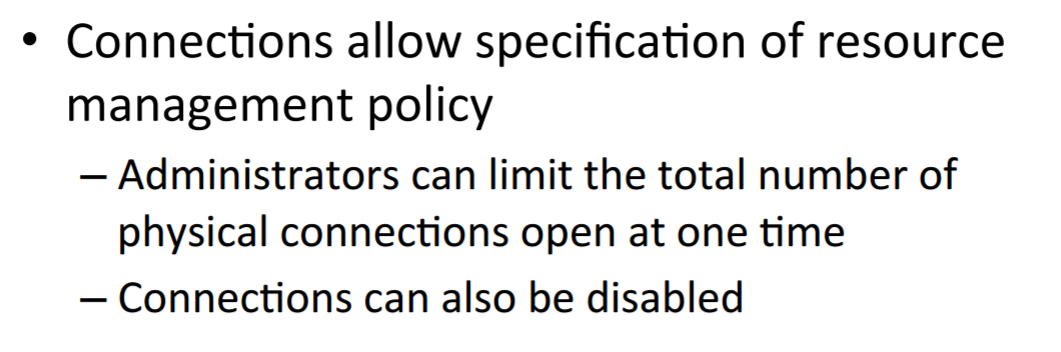 • Connections allow specification of resource
management policy
– Administrators can limit the total number of
physical connections open at one time
– Connections can also be disabled